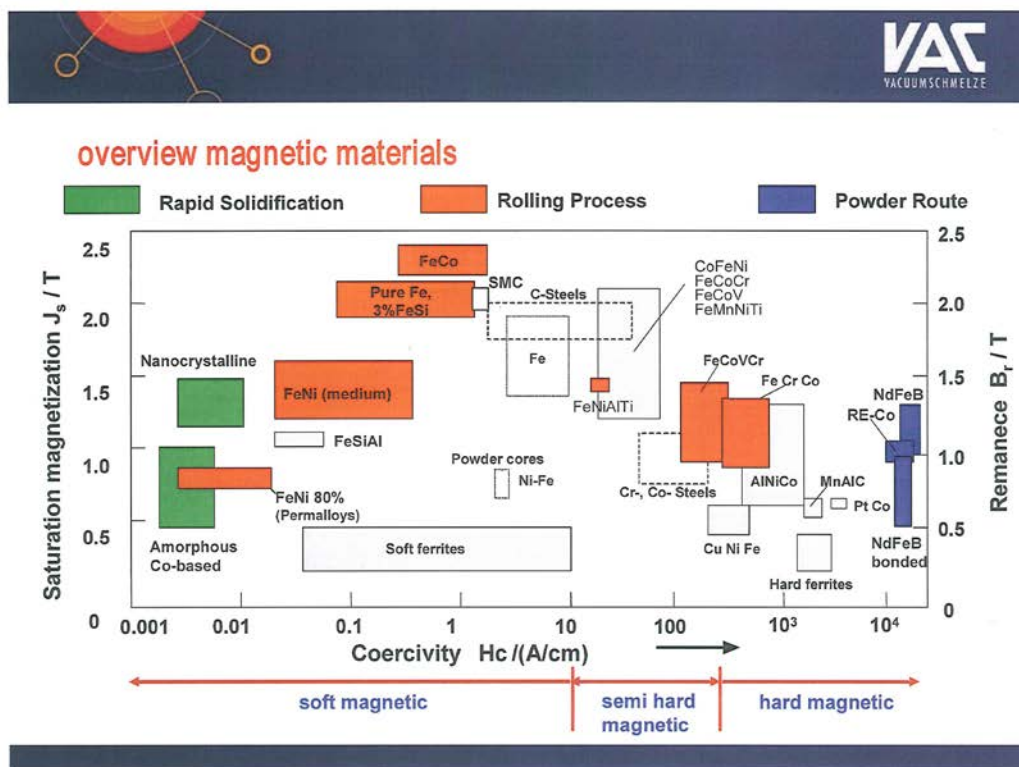 VAC
VACUUMSCHMELZE
overview magnetic materials
Rapid Solidification
Rolling Process
Powder Route
Saturation magnetization Js / T
2.5
2.0
1.5
1.0
0.5
0
FeCo
Pure Fe,
3%FeSi
SMC
C-Steels
CoFeNi
FeCoCr
FeCoV
FeMnNiTi
Nanocrystalline
FeNi (medium)
Fe
FeNiAlTi
FeCoVCr
Fe Cr Co
NdFeB
RE-Co
FeSiAl
Powder cores
Ni-Fe
Cr-, Co- Steels
AlNiCo
MnAlC
Pt Co
FeNi 80%
(Permalloys)
Amorphous
Co-based
Soft ferrites
Cu Ni Fe
Hard ferrites
NdFeB
bonded
2.5
2.0
1.5
1.0
0.5
0
Remanece Br / T
0.001
0.01
0.1
1
10
100
10³
10⁴
Coercivity Hc /(A/cm)
soft magnetic
semi hard
magnetic
hard magnetic